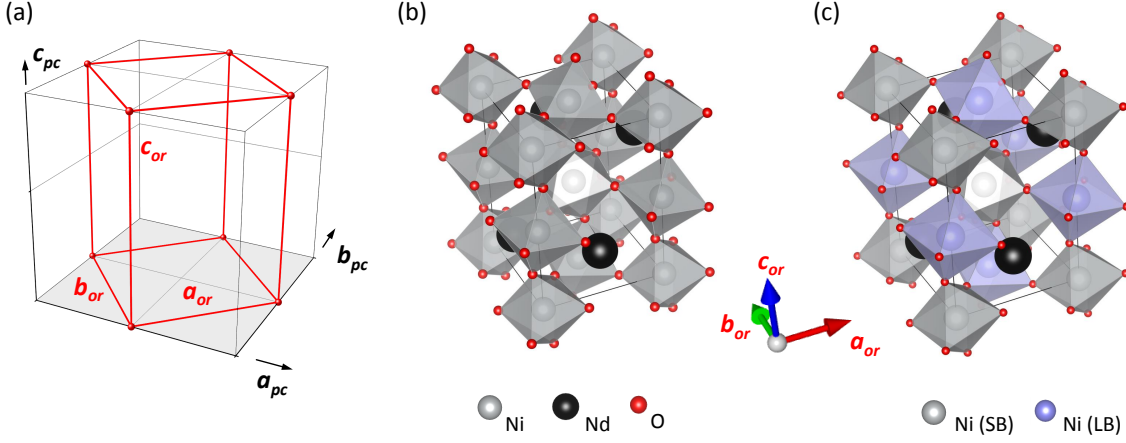 (a)
(b)
(c)
c_pc
c_or
b_pc
b_or
a_or
a_pc
c_or
b_or
a_or
Ni
Nd
O
Ni (SB)
Ni (LB)